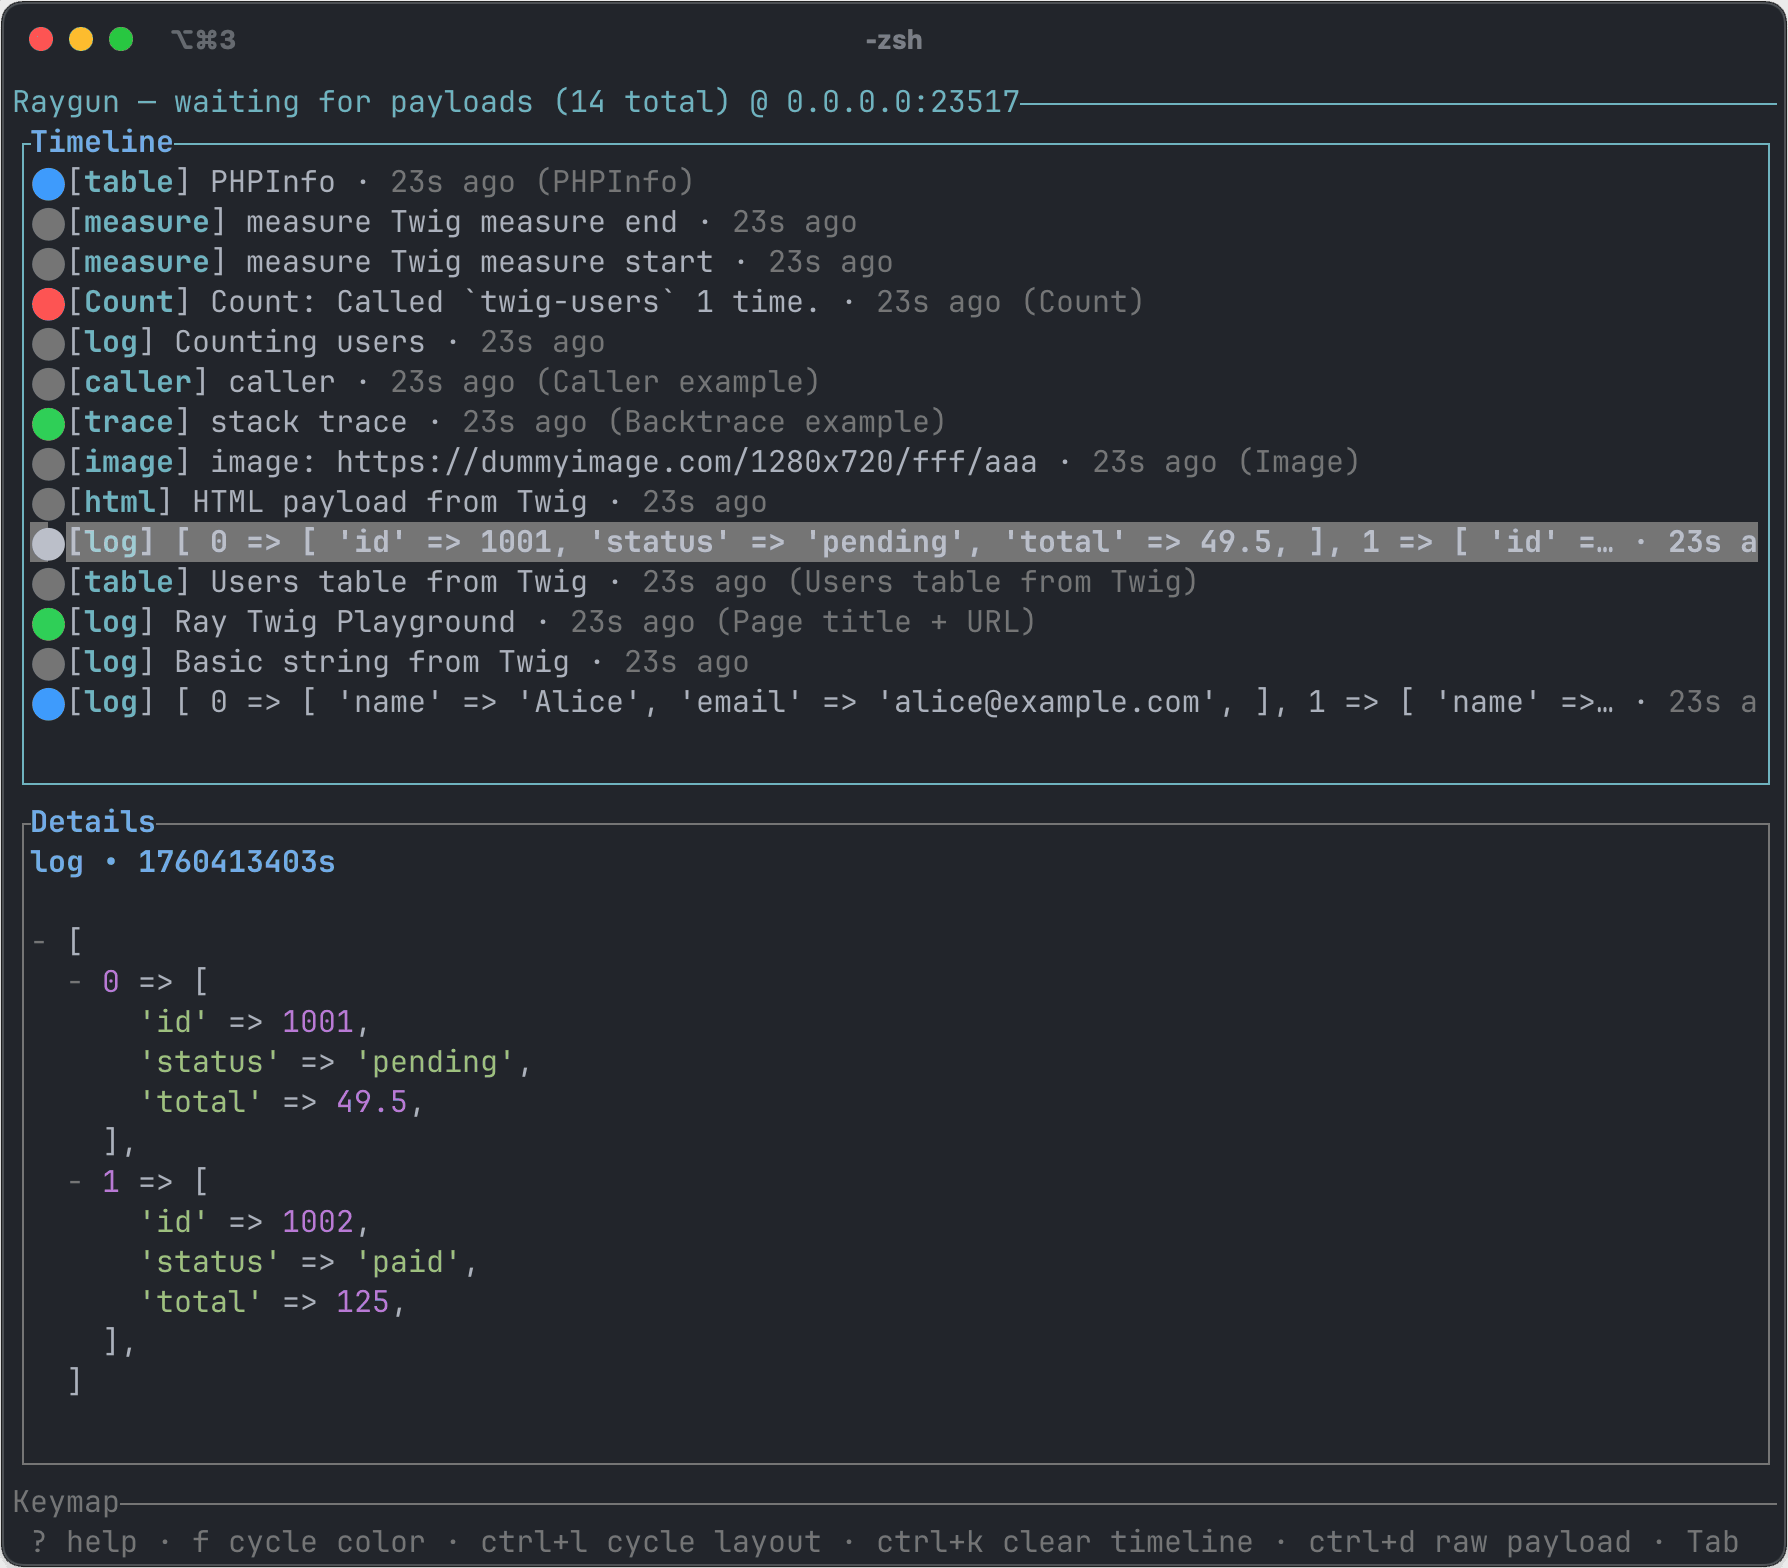 ⌥⌘3 -zsh
Raygun — waiting for payloads (14 total) @ 0.0.0.0:23517
Timeline
[table] PHPInfo · 23s ago (PHPInfo)
[measure] measure Twig measure end · 23s ago
[measure] measure Twig measure start · 23s ago
[Count] Count: Called `twig-users` 1 time. · 23s ago (Count)
[log] Counting users · 23s ago
[caller] caller · 23s ago (Caller example)
[trace] stack trace · 23s ago (Backtrace example)
[image] image: https://dummyimage.com/1280x720/fff/aaa · 23s ago (Image)
[html] HTML payload from Twig · 23s ago
[log] [ 0 => [ 'id' => 1001, 'status' => 'pending', 'total' => 49.5, ], 1 => [ 'id' =… · 23s a
[table] Users table from Twig · 23s ago (Users table from Twig)
[log] Ray Twig Playground · 23s ago (Page title + URL)
[log] Basic string from Twig · 23s ago
[log] [ 0 => [ 'name' => 'Alice', 'email' => 'alice@example.com', ], 1 => [ 'name' =>… · 23s a
Details
log • 1760413403s
- [
- 0 => [
'id' => 1001,
'status' => 'pending',
'total' => 49.5,
],
- 1 => [
'id' => 1002,
'status' => 'paid',
'total' => 125,
],
]
Keymap
? help · f cycle color · ctrl+l cycle layout · ctrl+k clear timeline · ctrl+d raw payload · Tab